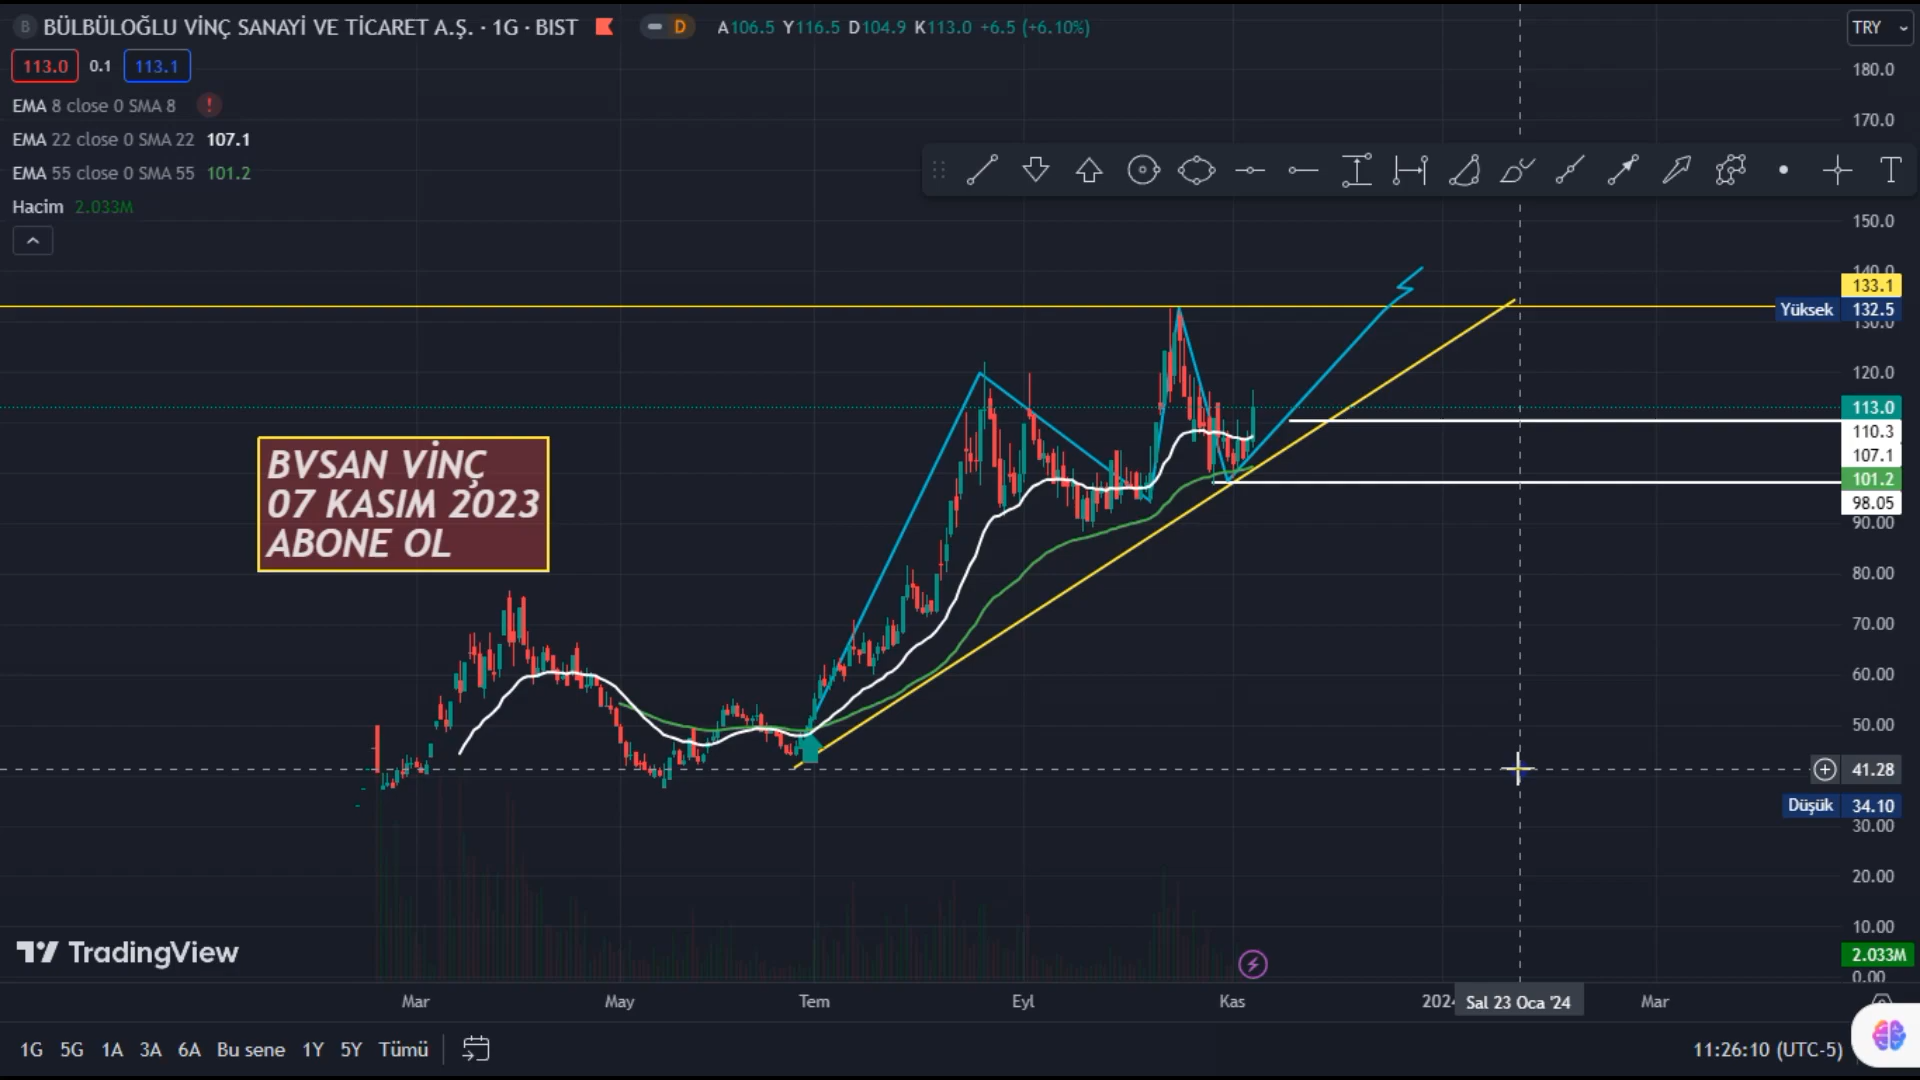 B BÜLBÜLOĞLU VİNÇ SANAYİ VE TİCARET A.Ş. · 1G · BIST D A106.5 Y116.5 D104.9 K113.0 +6.5 (+6.10%)
TRY
113.0 0.1 113.1
EMA 8 close 0 SMA 8 !
EMA 22 close 0 SMA 22 107.1
EMA 55 close 0 SMA 55 101.2
Hacim 2.033M
T
180.0
170.0
150.0
140.0
133.1
Yüksek 132.5
130.0
120.0
113.0
110.3
107.1
101.2
98.05
90.00
80.00
70.00
60.00
50.00
41.28
Düşük 34.10
30.00
20.00
10.00
2.033M
0.00
BVSAN VİNÇ
07 KASIM 2023
ABONE OL
TradingView
Mar May Tem Eyl Kas 2024 Sal 23 Oca '24 Mar
1G 5G 1A 3A 6A Bu sene 1Y 5Y Tümü 11:26:10 (UTC-5)